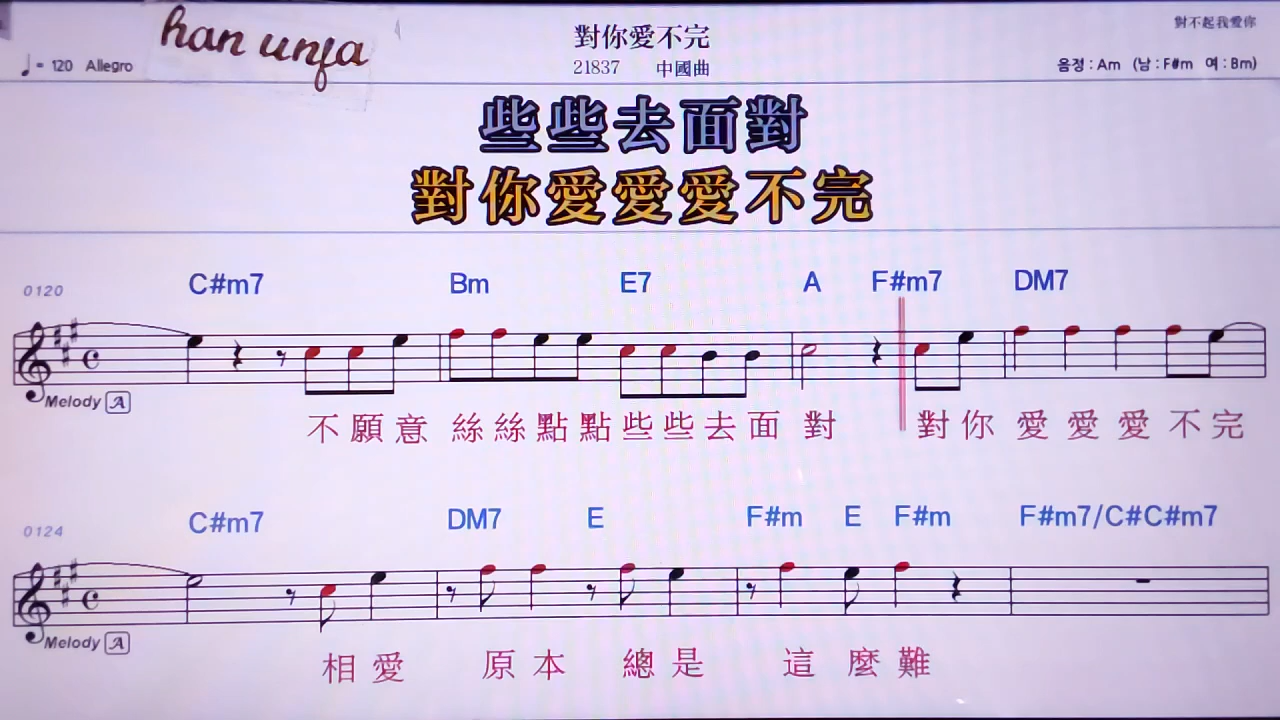 han unja
對你愛不完
對不起我愛你
♩= 120 Allegro
21837 中國曲
음정 : Am (남 : F#m 여 : Bm)
些些去面對
對你愛愛愛不完
0120
C#m7 Bm E7 A F#m7 DM7
Melody A
不願意 絲絲點點些些去面 對 對你 愛愛愛 不完
0124
C#m7 DM7 E F#m E F#m F#m7/C#C#m7
Melody A
相愛 原本 總是 這麼難